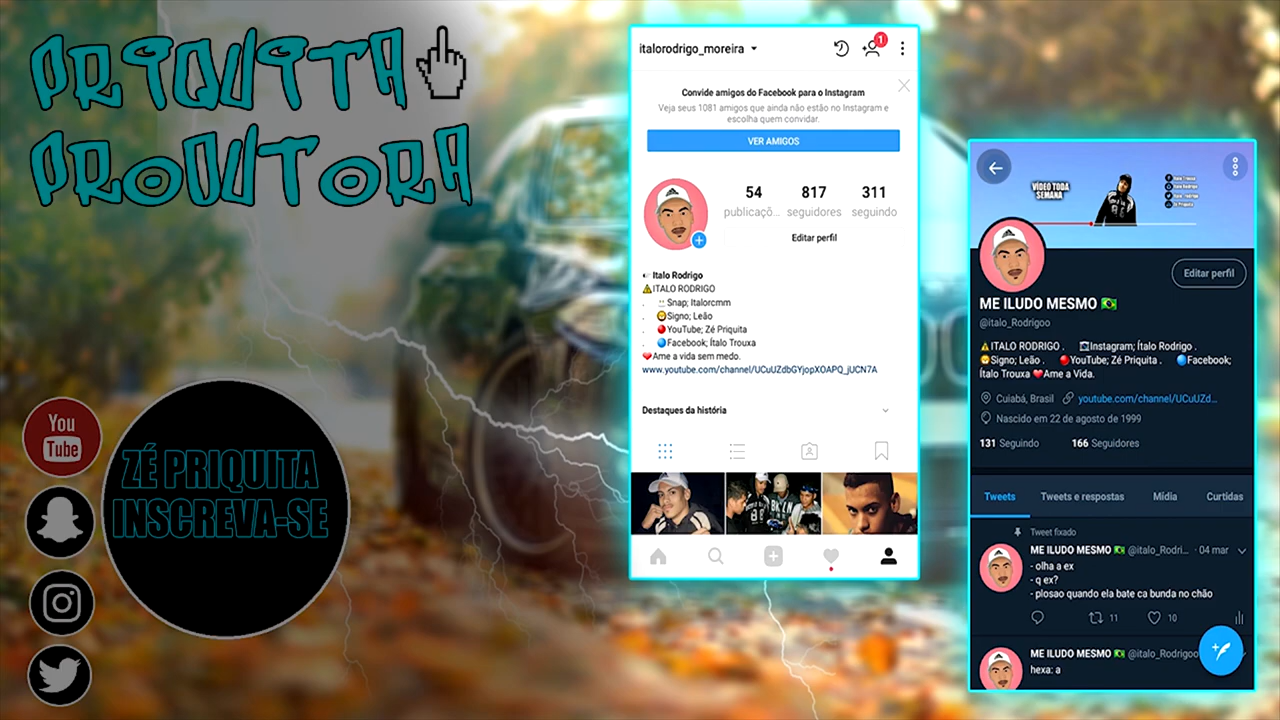 PRIQUITA
PRODUTORA
You
Tube
ZÉ PRIQUITA
INSCREVA-SE
italorodrigo_moreira
1
Convide amigos do Facebook para o Instagram
Veja seus 1081 amigos que ainda não estão no Instagram e
escolha quem convidar.
VER AMIGOS
54 817 311
publicaçõ... seguidores seguindo
Editar perfil
Italo Rodrigo
⚠ITALO RODRIGO
. Snap; Italorcmm
. Signo; Leão
. YouTube; Zé Priquita
. Facebook; Ítalo Trouxa
❤Ame a vida sem medo.
www.youtube.com/channel/UCuUZdbGYjopXOAPQ_jUCN7A
Destaques da história
VÍDEO TODA
SEMANA
Editar perfil
ME ILUDO MESMO 🇧🇷
@italo_Rodrigoo
⚠ITALO RODRIGO . Instagram; Ítalo Rodrigo .
Signo; Leão . YouTube; Zé Priquita . Facebook;
Ítalo Trouxa ❤Ame a Vida.
Cuiabá, Brasil youtube.com/channel/UCuUZd...
Nascido em 22 de agosto de 1999
131 Seguindo 166 Seguidores
Tweets Tweets e respostas Mídia Curtidas
Tweet fixado
ME ILUDO MESMO 🇧🇷 @italo_Rodri... · 04 mar
- olha a ex
- q ex?
- plosao quando ela bate ca bunda no chão
11 10
ME ILUDO MESMO 🇧🇷 @italo_Rodrigoo
hexa: a